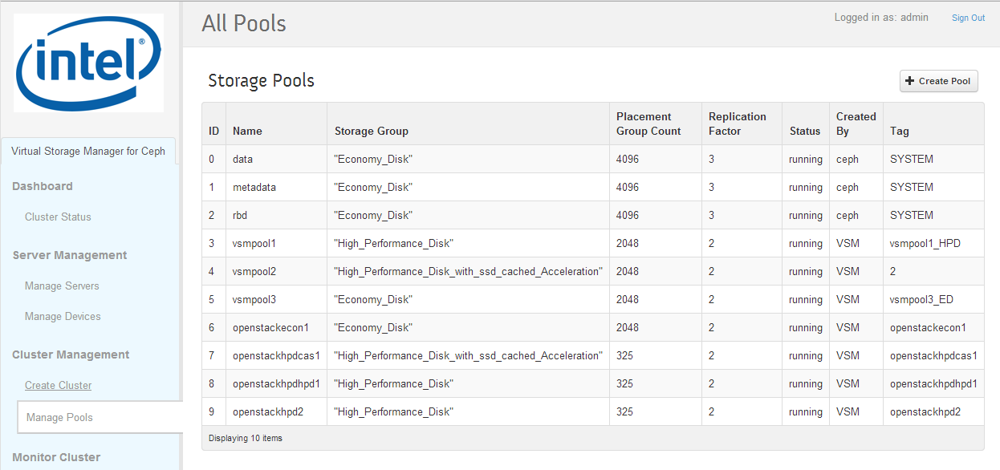 intel®
All Pools
Logged in as: admin
Sign Out
Virtual Storage Manager for Ceph
Dashboard
Cluster Status
Server Management
Manage Servers
Manage Devices
Cluster Management
Create Cluster
Manage Pools
Monitor Cluster
Storage Pools
+ Create Pool
ID Name Storage Group Placement Group Count Replication Factor Status Created By Tag
0 data "Economy_Disk" 4096 3 running ceph SYSTEM
1 metadata "Economy_Disk" 4096 3 running ceph SYSTEM
2 rbd "Economy_Disk" 4096 3 running ceph SYSTEM
3 vsmpool1 "High_Performance_Disk" 2048 2 running VSM vsmpool1_HPD
4 vsmpool2 "High_Performance_Disk_with_ssd_cached_Acceleration" 2048 2 running VSM 2
5 vsmpool3 "Economy_Disk" 2048 2 running VSM vsmpool3_ED
6 openstackecon1 "Economy_Disk" 2048 2 running VSM openstackecon1
7 openstackhpdcas1 "High_Performance_Disk_with_ssd_cached_Acceleration" 325 2 running VSM openstackhpdcas1
8 openstackhpdhpd1 "High_Performance_Disk" 325 2 running VSM openstackhpdhpd1
9 openstackhpd2 "High_Performance_Disk" 325 2 running VSM openstackhpd2
Displaying 10 items